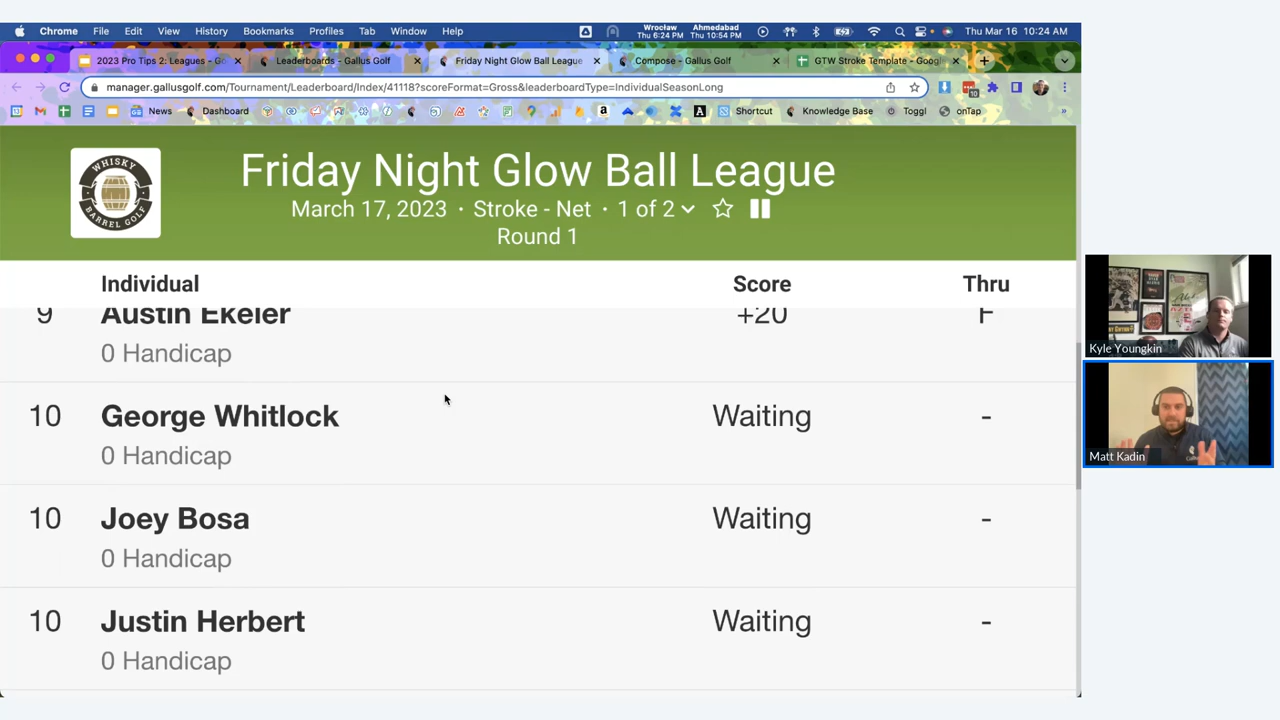 Chrome File Edit View History Bookmarks Profiles Tab Window Help
Wrocław Thu 6:24 PM
Ahmedabad Thu 10:54 PM
Thu Mar 16 10:24 AM
2023 Pro Tips 2: Leagues - Go
Leaderboards - Gallus Golf
Friday Night Glow Ball League
Compose - Gallus Golf
GTW Stroke Template - Googl
manager.gallusgolf.com/Tournament/Leaderboard/Index/41118?scoreFormat=Gross&leaderboardType=IndividualSeasonLong
10
News Dashboard Shortcut Knowledge Base Toggl onTap »
WHISKY
BARREL GOLF
Friday Night Glow Ball League
March 17, 2023 · Stroke - Net · 1 of 2
Round 1
Individual Score Thru
9 Austin Ekeler +20 F
0 Handicap
10 George Whitlock Waiting -
0 Handicap
10 Joey Bosa Waiting -
0 Handicap
10 Justin Herbert Waiting -
0 Handicap
Kyle Youngkin
Matt Kadin